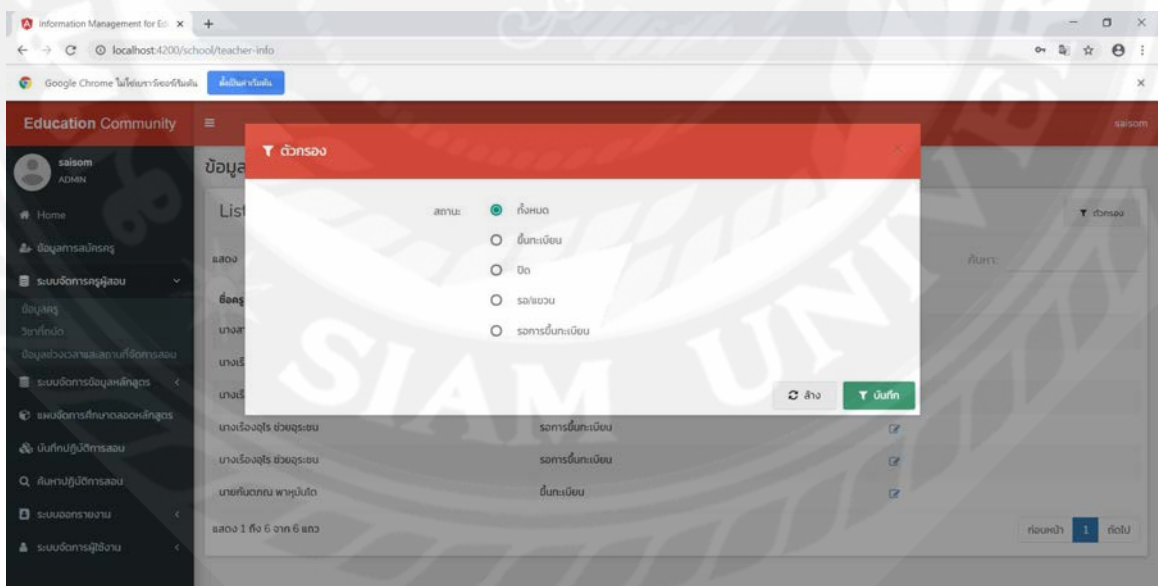 Information Management for Ed
localhost:4200/school/teacher-info
Google Chrome ไม่ใช่เบราว์เซอร์เริ่มต้น ตั้งเป็นค่าเริ่มต้น
Education Community saisom
saisom
ADMIN
Home
ข้อมูลการสมัครครู
ระบบจัดการครูผู้สอน
ข้อมูลครู
วิชาที่ถนัด
ข้อมูลช่วงเวลาและสถานที่จัดการสอน
ระบบจัดการข้อมูลหลักสูตร
แผนจัดการศึกษาตลอดหลักสูตร
บันทึกปฏิบัติการสอน
ค้นหาปฏิบัติการสอน
ระบบออกรายงาน
ระบบจัดการผู้ใช้งาน
ข้อมูล
List
ตัวกรอง
แสดง ค้นหา:
ชื่อครู
ตัวกรอง
สถานะ: ทั้งหมด
ขึ้นทะเบียน
ปิด
รอ/แขวน
รอการขึ้นทะเบียน
ล้าง บันทึก
นางเรืองอุไร ช่วยอุระชน รอการขึ้นทะเบียน
นางเรืองอุไร ช่วยอุระชน รอการขึ้นทะเบียน
นายกันตภณ พาหุมันโต ขึ้นทะเบียน
แสดง 1 ถึง 6 จาก 6 แถว
ก่อนหน้า 1 ถัดไป
SIAM UNIVER